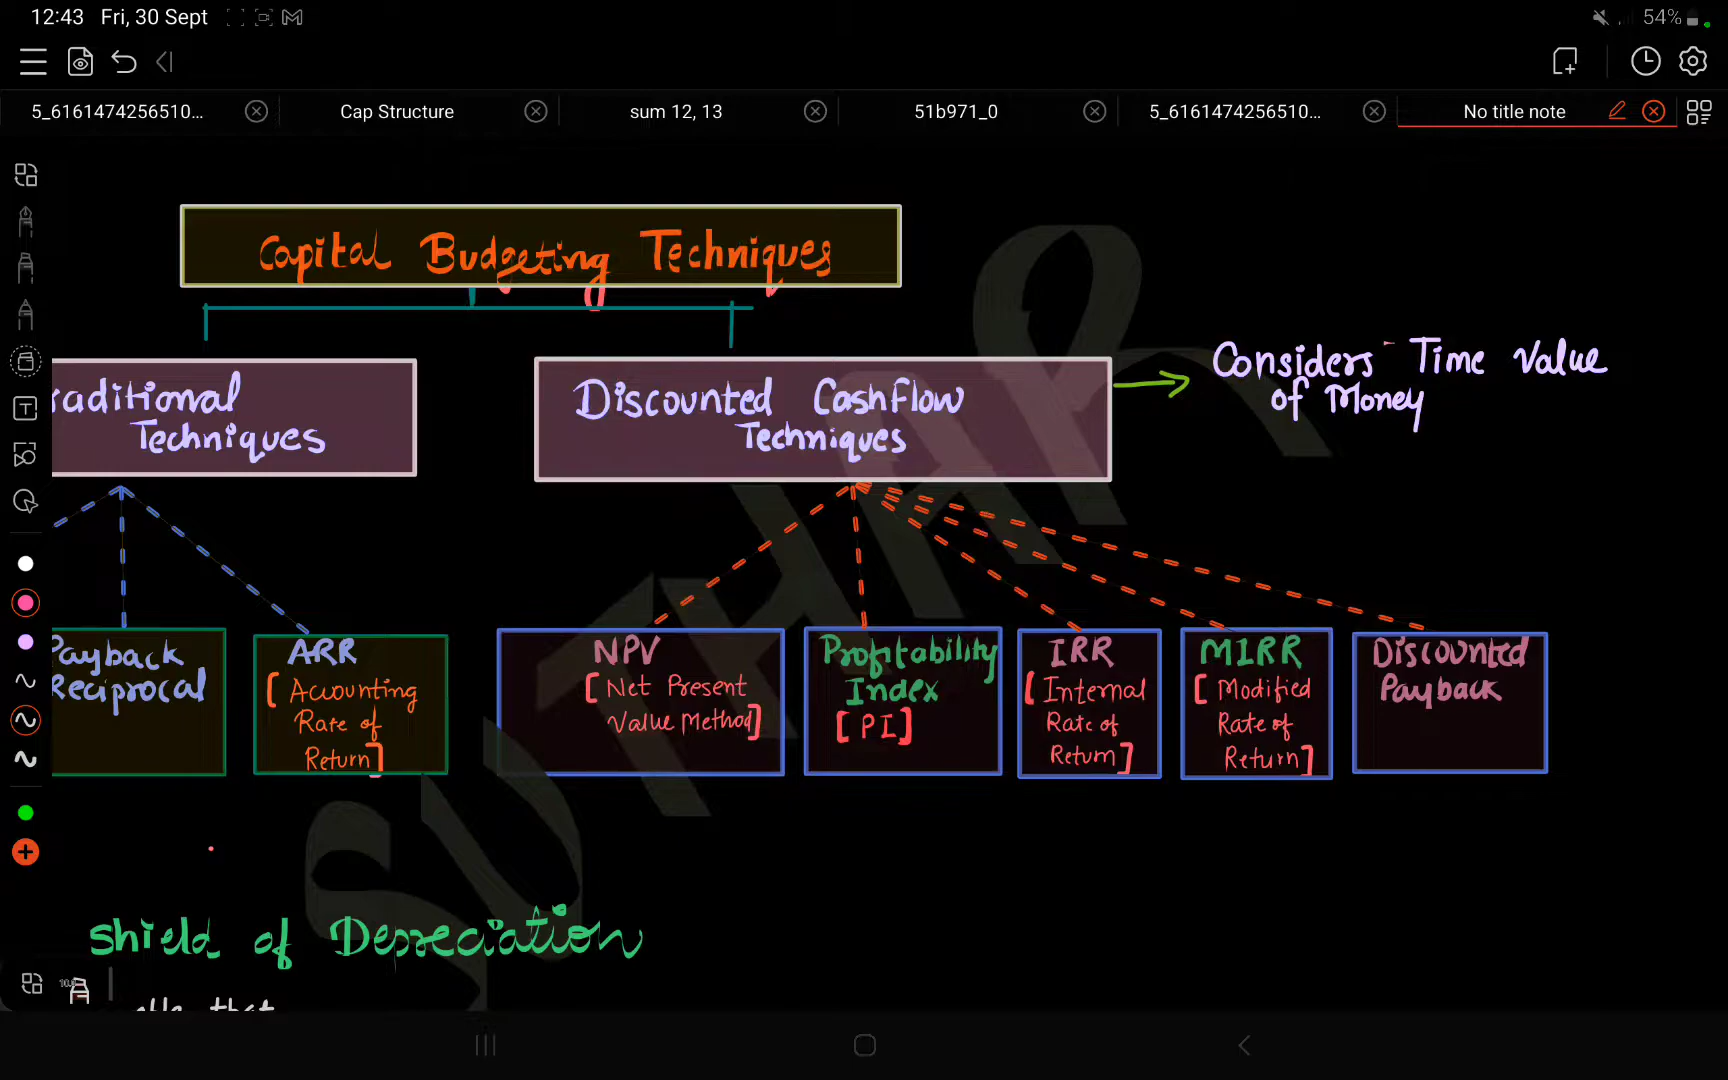 12:43 Fri, 30 Sept
54%
5_6161474256510...
Cap Structure
sum 12, 13
51b971_0
5_6161474256510...
No title note
Capital Budgeting Techniques
raditional
Techniques
Discounted Cashflow
Techniques
Considers Time Value
of Money
Payback
Reciprocal
ARR
[ Accounting
Rate of
Return]
NPV
[ Net Present
Value Method]
Profitability
Index
[ PI ]
IRR
[ Internal
Rate of
Return]
MIRR
[ Modified
Rate of
Return]
Discounted
Payback
Shield of Depreciation
that
SUTHAR